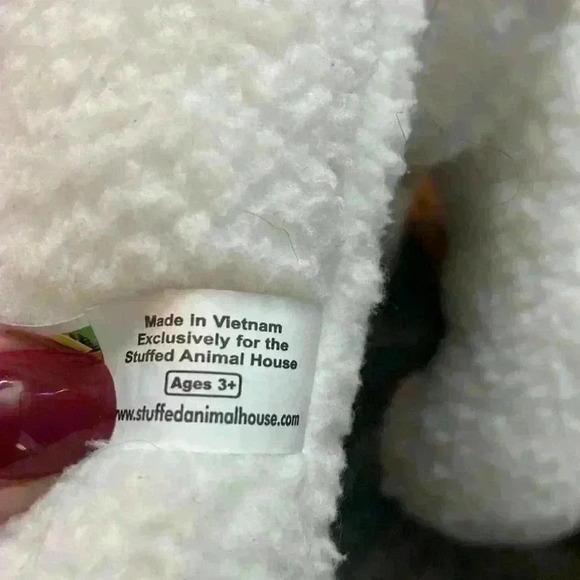 Made in Vietnam
Exclusively for the
Stuffed Animal House
Ages 3+
www.stuffedanimalhouse.com